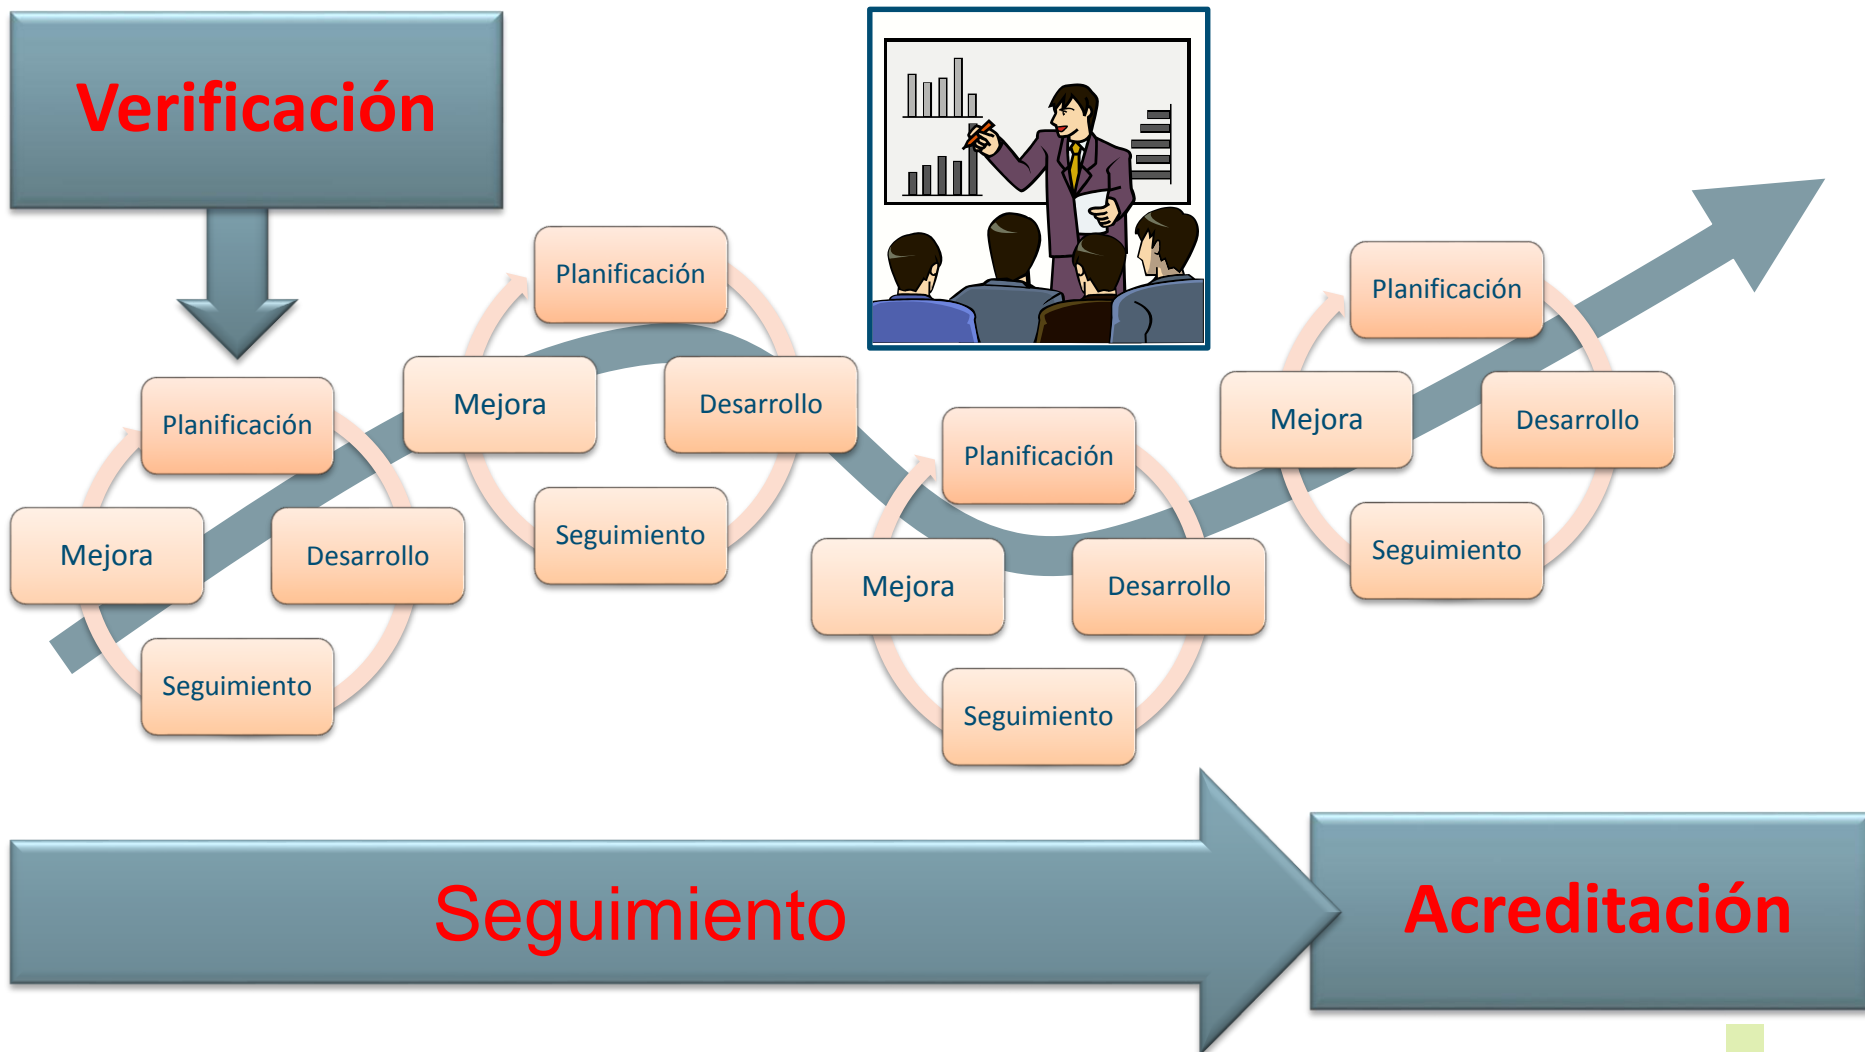 Verificación
Planificación
Desarrollo
Seguimiento
Mejora
Planificación
Desarrollo
Seguimiento
Mejora
Planificación
Desarrollo
Seguimiento
Mejora
Planificación
Desarrollo
Seguimiento
Mejora
Seguimiento
Acreditación